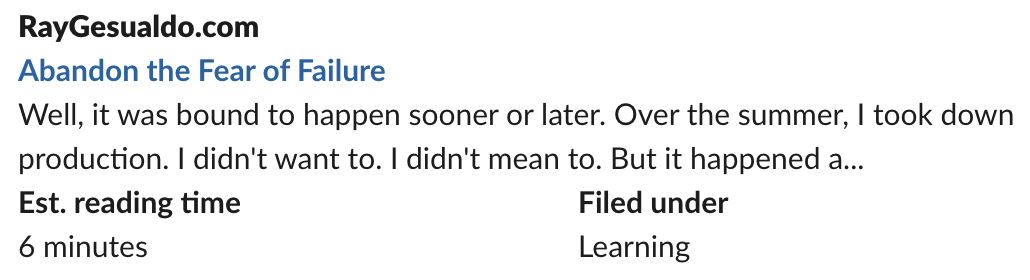 RayGesualdo.com
Abandon the Fear of Failure
Well, it was bound to happen sooner or later. Over the summer, I took down
production. I didn't want to. I didn't mean to. But it happened a...
Est. reading time
Filed under
6 minutes
Learning